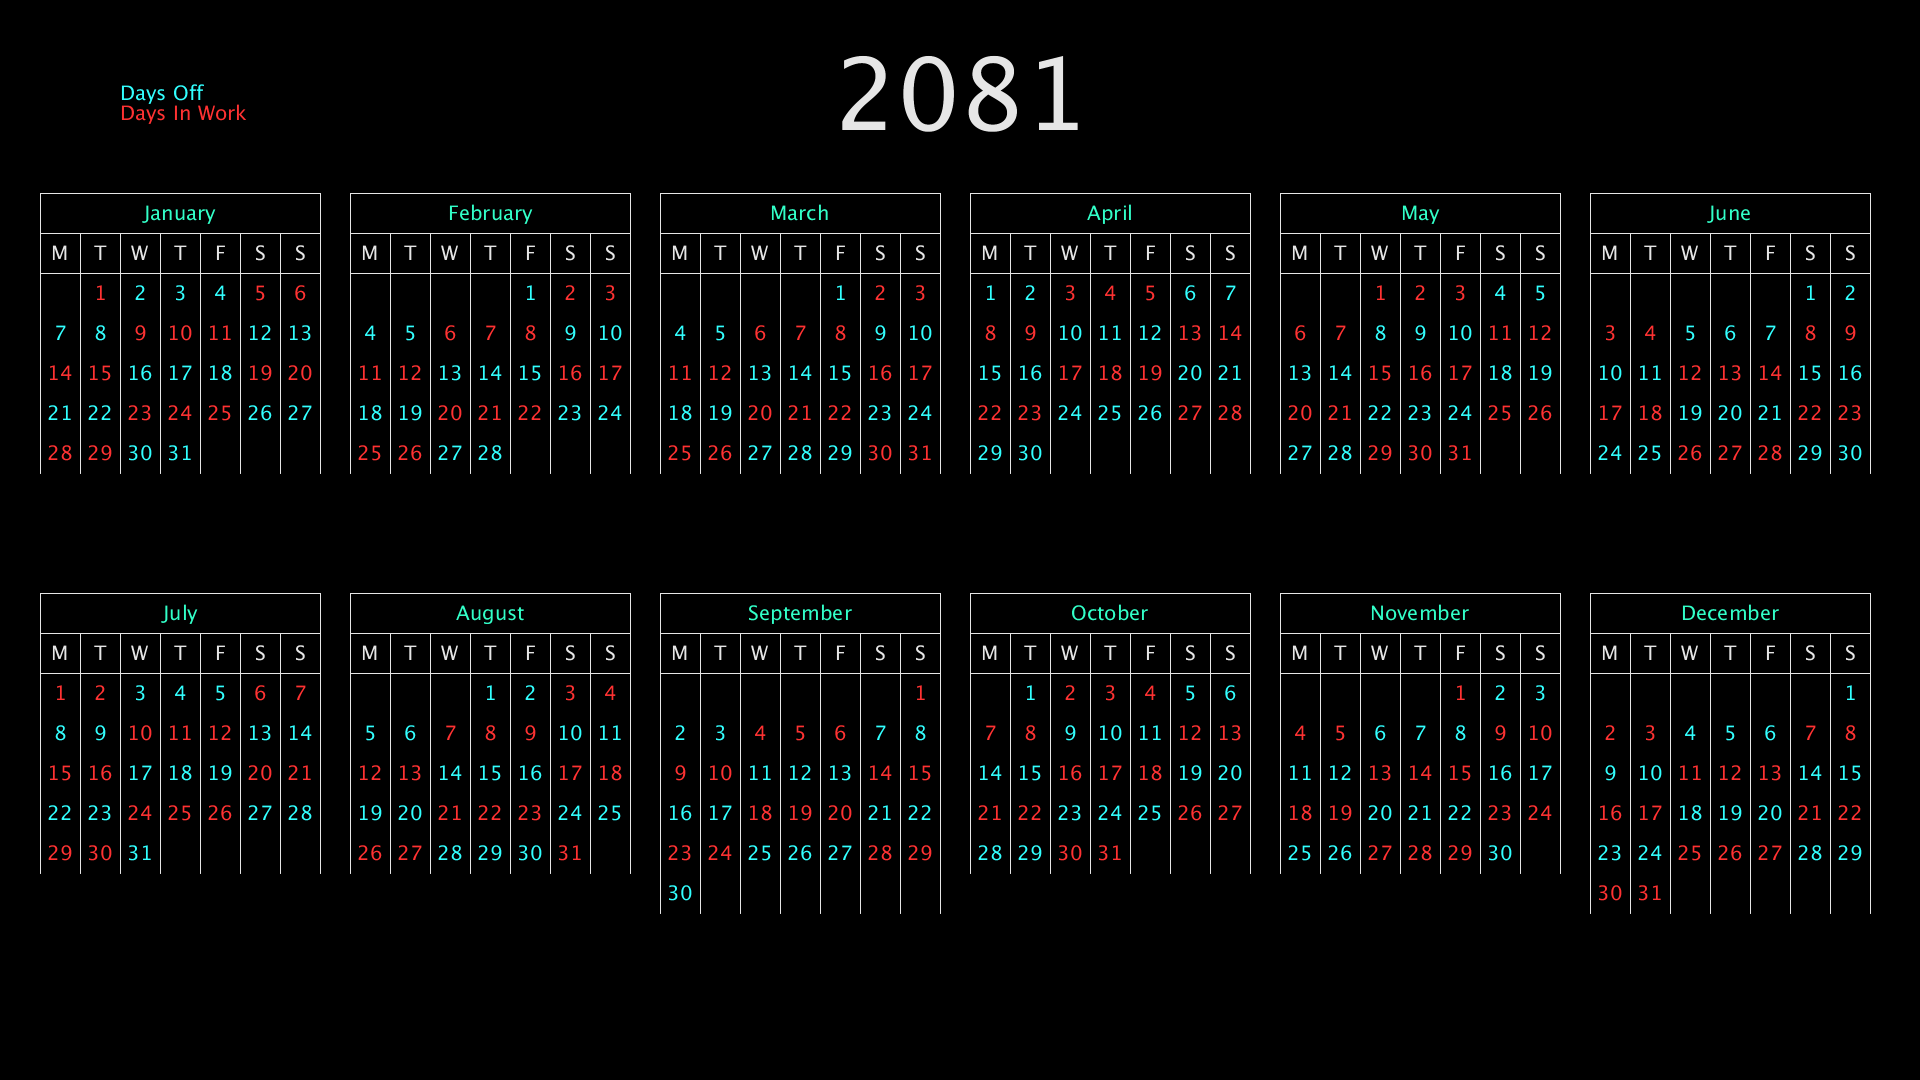 2081
Days Off
Days In Work
January February March April May June
M T W T F S S M T W T F S S M T W T F S S M T W T F S S M T W T F S S M T W T F S S
1 2 3 4 5 6 1 2 3 1 2 3 1 2 3 4 5 6 7 1 2 3 4 5 1 2
7 8 9 10 11 12 13 4 5 6 7 8 9 10 4 5 6 7 8 9 10 8 9 10 11 12 13 14 6 7 8 9 10 11 12 3 4 5 6 7 8 9
14 15 16 17 18 19 20 11 12 13 14 15 16 17 11 12 13 14 15 16 17 15 16 17 18 19 20 21 13 14 15 16 17 18 19 10 11 12 13 14 15 16
21 22 23 24 25 26 27 18 19 20 21 22 23 24 18 19 20 21 22 23 24 22 23 24 25 26 27 28 20 21 22 23 24 25 26 17 18 19 20 21 22 23
28 29 30 31 25 26 27 28 25 26 27 28 29 30 31 29 30 27 28 29 30 31 24 25 26 27 28 29 30
July August September October November December
M T W T F S S M T W T F S S M T W T F S S M T W T F S S M T W T F S S M T W T F S S
1 2 3 4 5 6 7 1 2 3 4 1 1 2 3 4 5 6 1 2 3 1
8 9 10 11 12 13 14 5 6 7 8 9 10 11 2 3 4 5 6 7 8 7 8 9 10 11 12 13 4 5 6 7 8 9 10 2 3 4 5 6 7 8
15 16 17 18 19 20 21 12 13 14 15 16 17 18 9 10 11 12 13 14 15 14 15 16 17 18 19 20 11 12 13 14 15 16 17 9 10 11 12 13 14 15
22 23 24 25 26 27 28 19 20 21 22 23 24 25 16 17 18 19 20 21 22 21 22 23 24 25 26 27 18 19 20 21 22 23 24 16 17 18 19 20 21 22
29 30 31 26 27 28 29 30 31 23 24 25 26 27 28 29 28 29 30 31 25 26 27 28 29 30 23 24 25 26 27 28 29
30 30 31